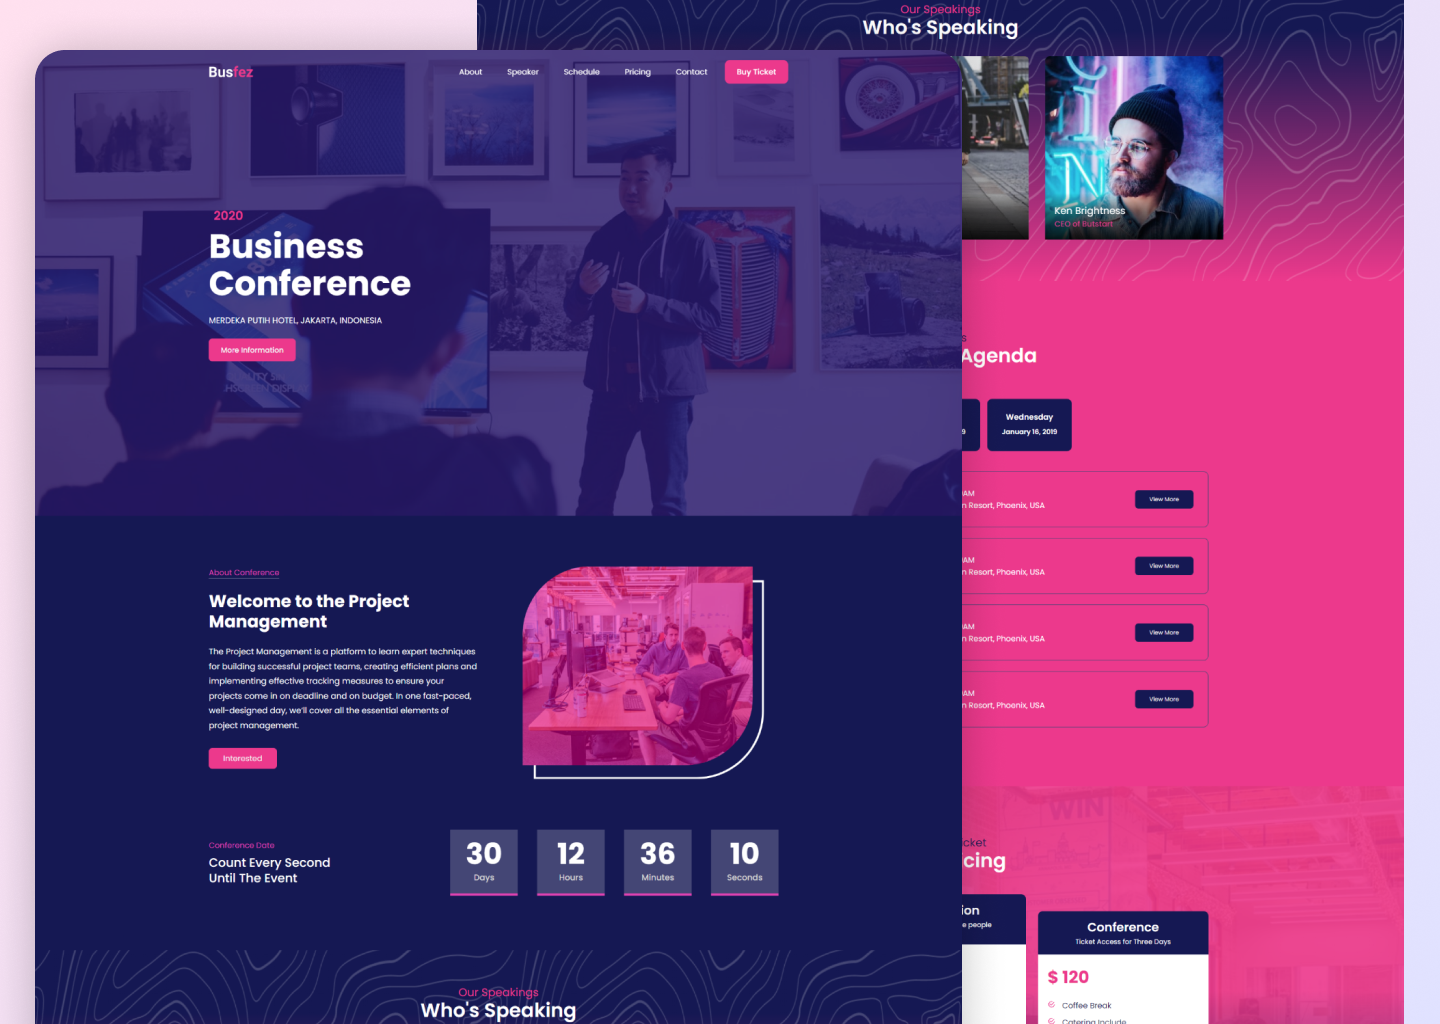 Busfez
About
Speaker
Schedule
Pricing
Contact
Buy Ticket
2020
Business
Conference
MERDEKA PUTIH HOTEL, JAKARTA, INDONESIA
More Information
About Conference
Welcome to the Project
Management
The Project Management is a platform to learn expert techniques
for building successful project teams, creating efficient plans and
implementing effective tracking measures to ensure your
projects come in on deadline and on budget. In one fast-paced,
well-designed day, we'll cover all the essential elements of
project management.
Interested
Conference Date
Count Every Second
Until The Event
30
Days
12
Hours
36
Minutes
10
Seconds
Our Speakings
Who's Speaking
Our Speakings
Who's Speaking
Ken Brightness
CEO of Butstart
Agenda
9
Wednesday
January 16, 2019
AM
n Resort, Phoenix, USA
View More
AM
n Resort, Phoenix, USA
View More
AM
n Resort, Phoenix, USA
View More
AM
n Resort, Phoenix, USA
View More
WIN
cket
cing
ion
e people
Conference
Ticket Access for Three Days
$ 120
Coffee Break
Catering Include